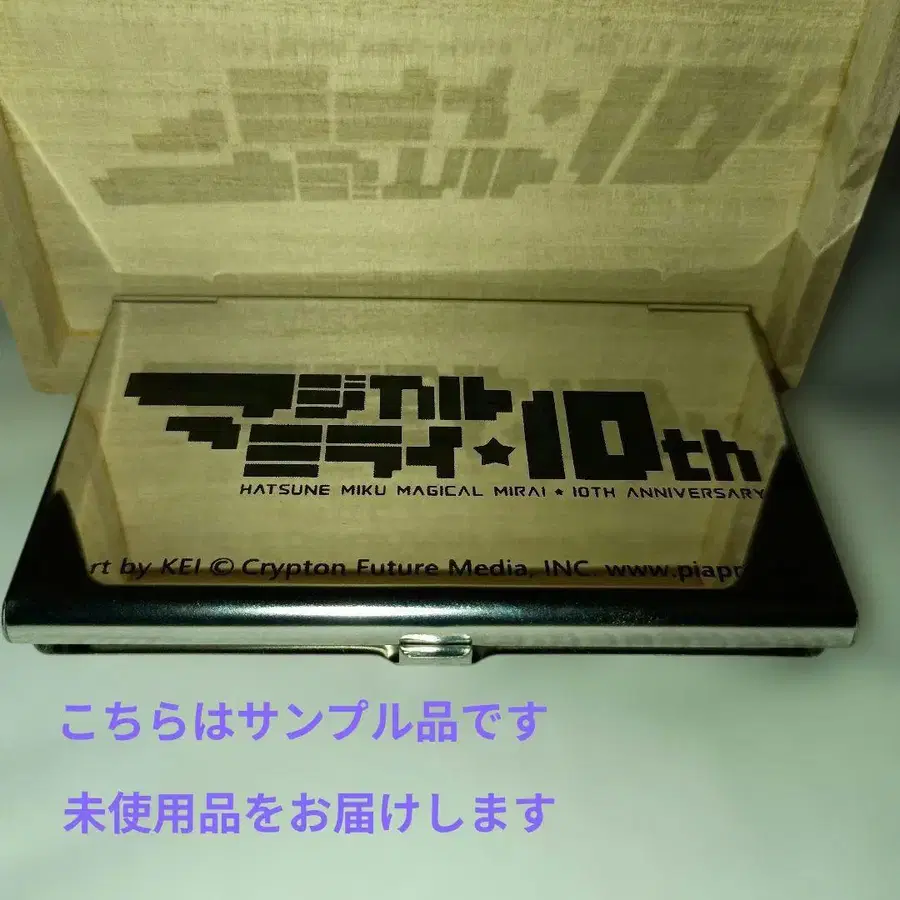 マジカル
ミライ★10th
HATSUNE MIKU MAGICAL MIRAI ★ 10TH ANNIVERSARY
rt by KEI © Crypton Future Media, INC. www.piapr
こちらはサンプル品です
未使用品をお届けします